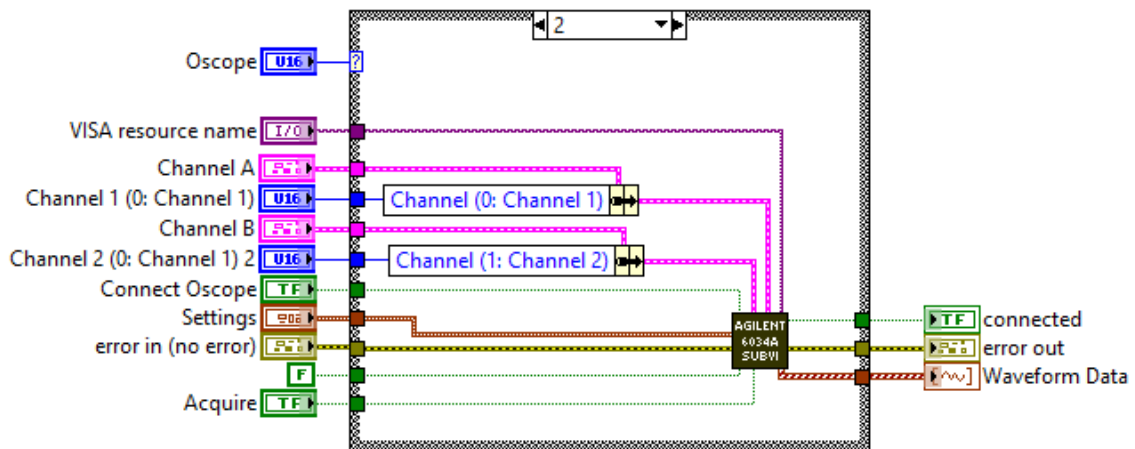 2
Oscope
U16
?
VISA resource name
I/O
Channel A
Channel 1 (0: Channel 1)
U16
Channel (0: Channel 1)
Channel B
Channel 2 (0: Channel 1) 2
U16
Channel (1: Channel 2)
Connect Oscope
TF
Settings
error in (no error)
F
Acquire
TF
AGILENT
6034A
SUBVI
TF
connected
error out
Waveform Data